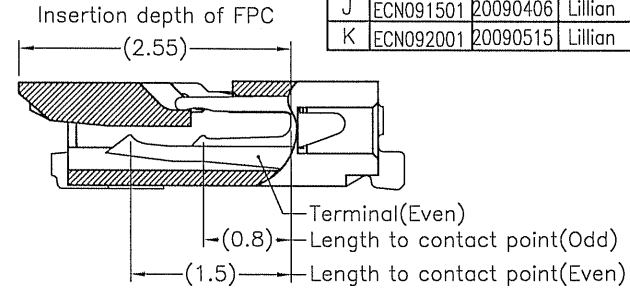 Insertion depth of FPC
(2.55)
J ECN091501 20090406 Lillian
K ECN092001 20090515 Lillian
Terminal(Even)
(0.8) Length to contact point(Odd)
(1.5) Length to contact point(Even)